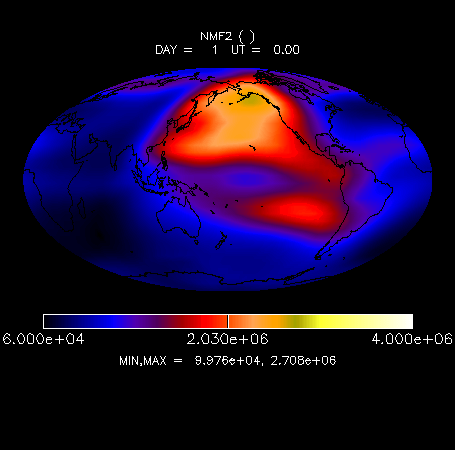 NMF2 ( )
DAY = 1 UT = 0.00
6.000e+04 2.030e+06 4.000e+06
MIN,MAX = 9.976e+04, 2.708e+06